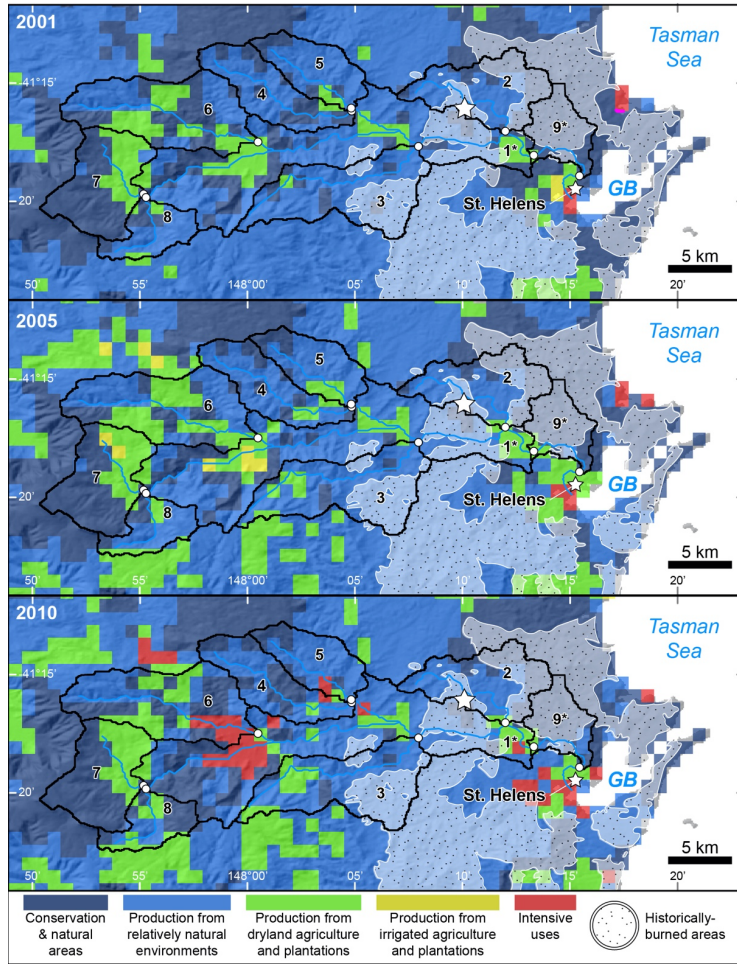 2001
Tasman
Sea
-41°15'
5
2
6
4
9*
1*
7
20'
3
GB
8
St. Helens
5 km
50'
55'
148°00'
05'
10'
15'
20'
2005
Tasman
Sea
-41°15'
5
2
6
4
9*
1*
7
20'
3
GB
8
St. Helens
5 km
50'
55'
148°00'
05'
10'
15'
20'
2010
Tasman
Sea
-41°15'
5
2
6
4
9*
1*
7
20'
3
GB
8
St. Helens
5 km
50'
55'
148°00'
05'
10'
15'
20'
Conservation
& natural
areas
Production from
relatively natural
environments
Production from
dryland agriculture
and plantations
Production from
irrigated agriculture
and plantations
Intensive
uses
Historically-
burned areas